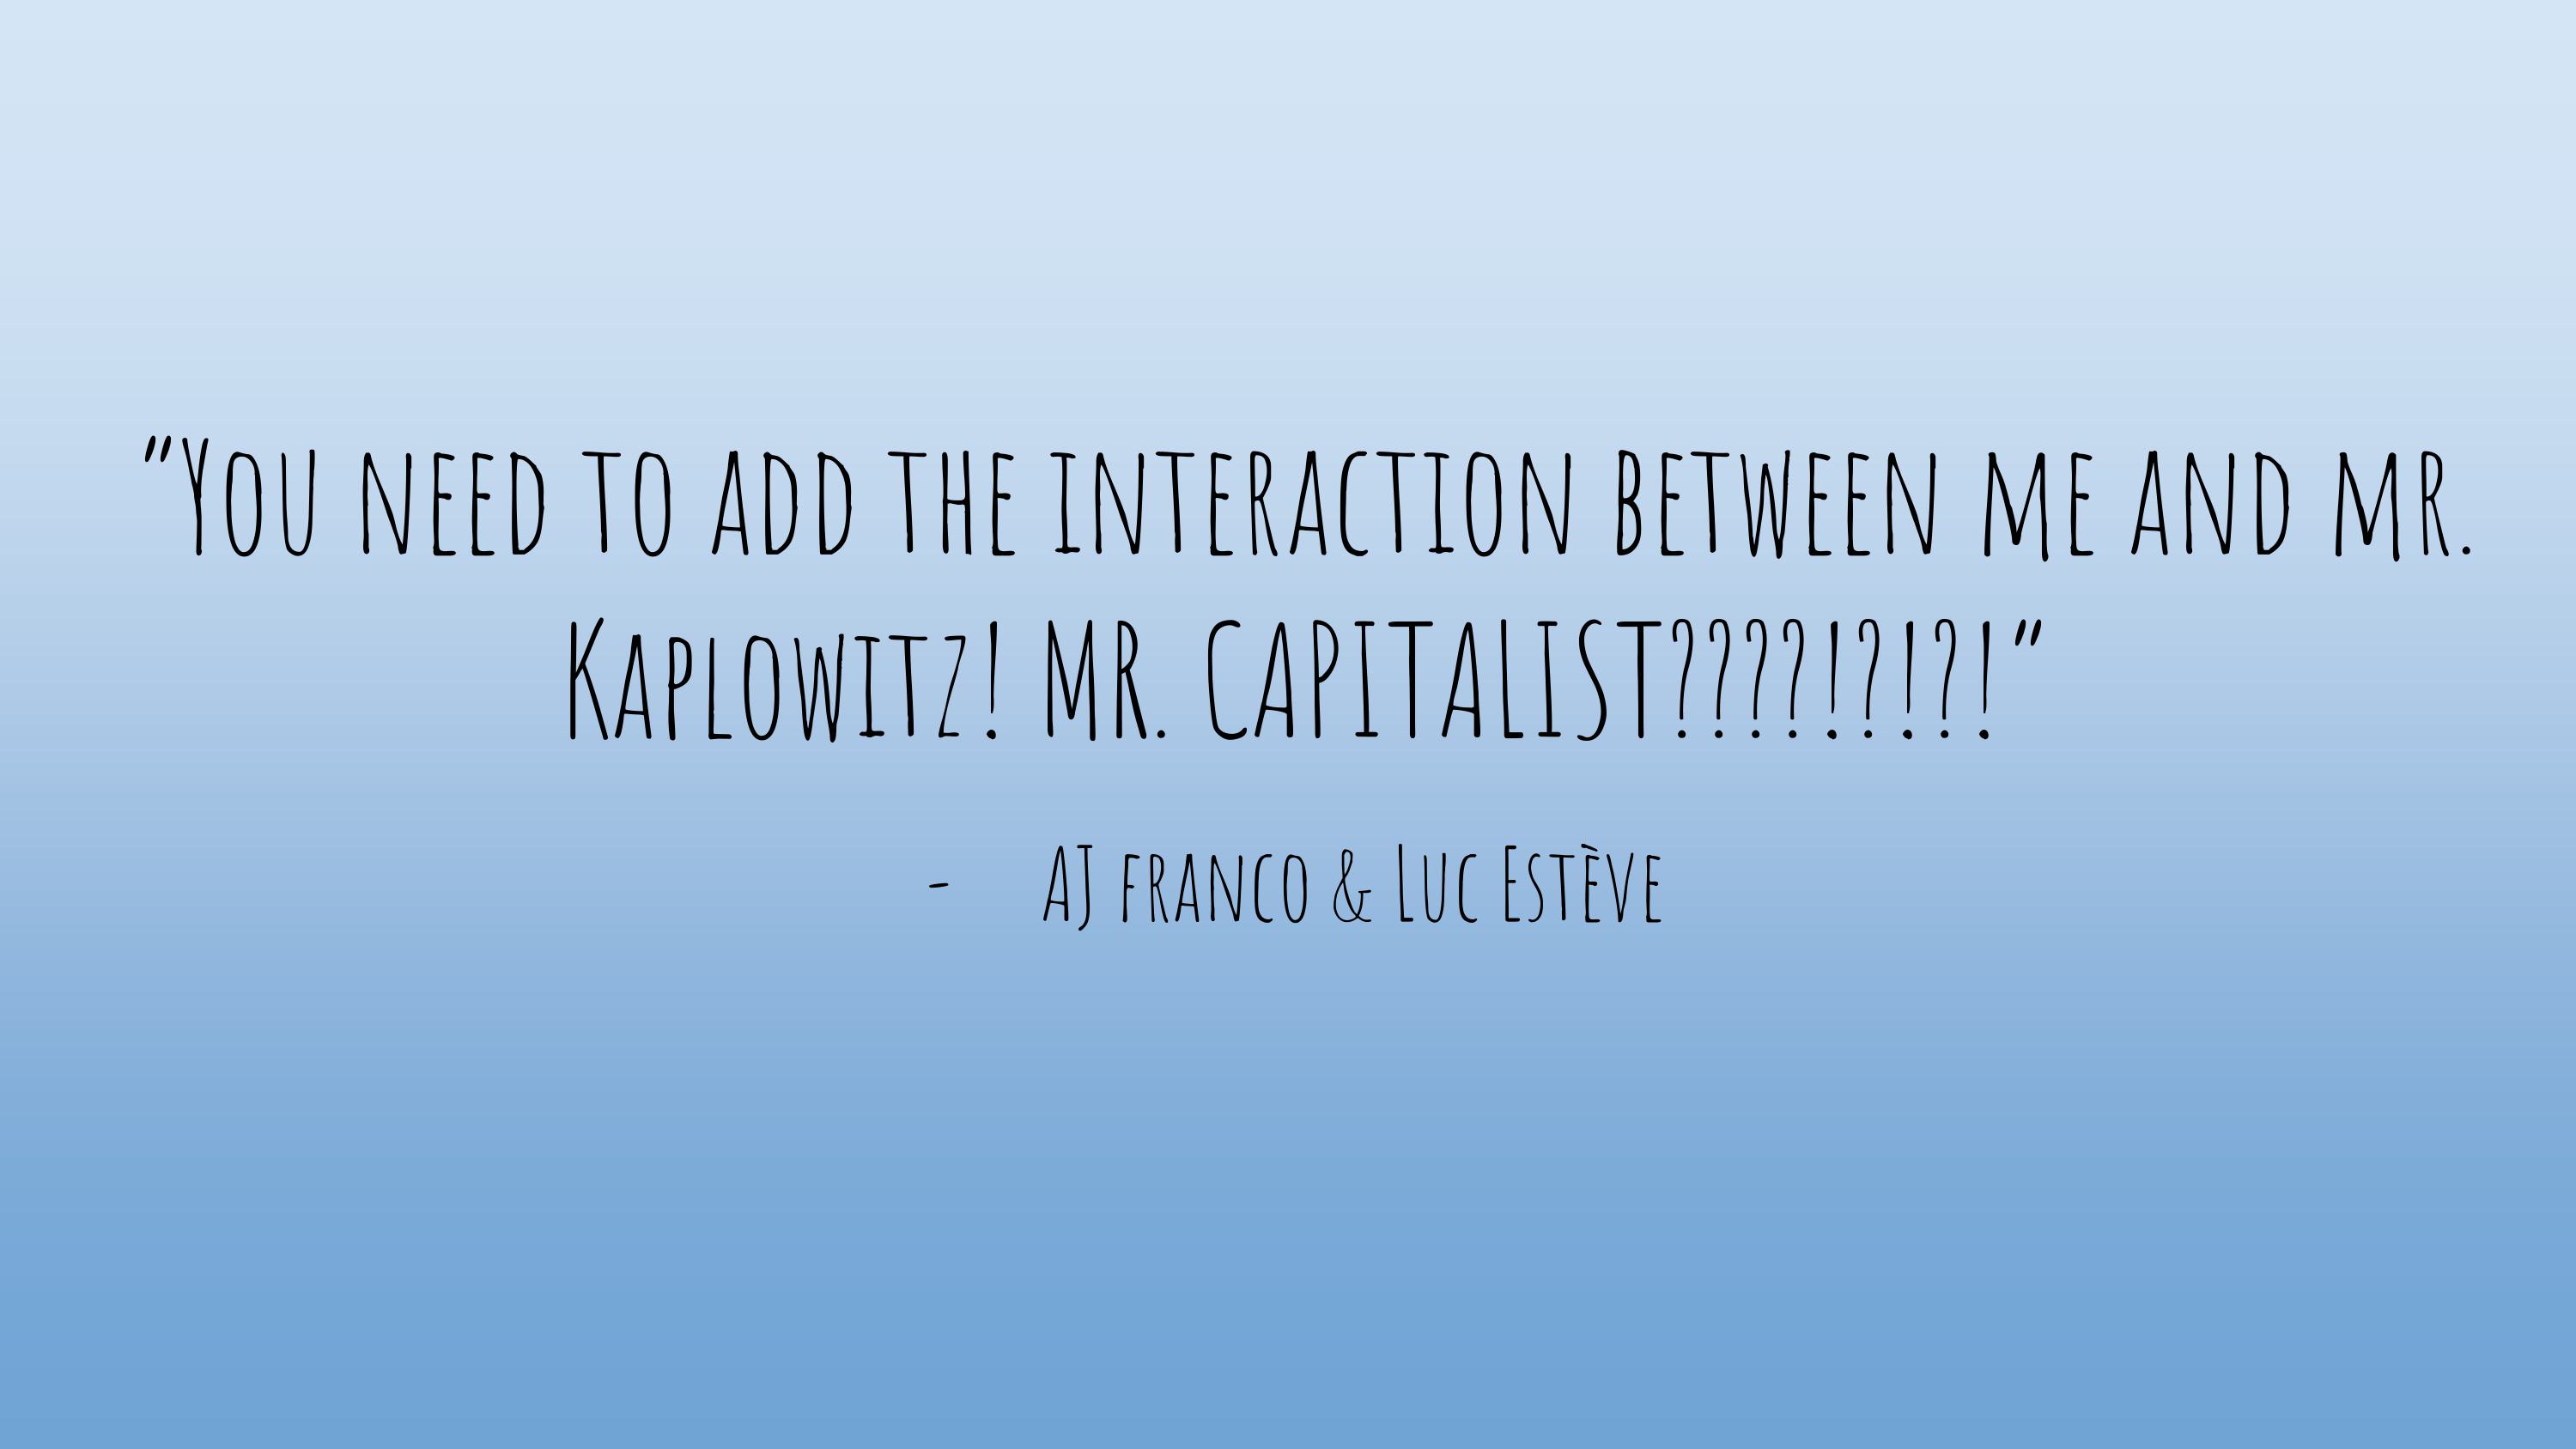 "You need to add the interaction between me and mr.
Kaplowitz! MR. CAPITALIST????!?!?!"
- AJ franco & Luc Estève